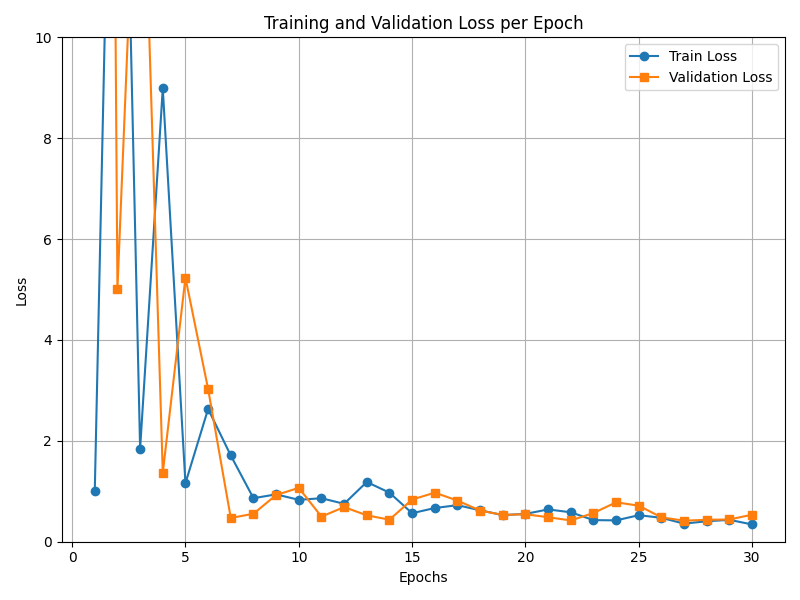 Training and Validation Loss per Epoch
Train Loss
Validation Loss
Loss
10
8
6
4
2
0
0 5 10 15 20 25 30
Epochs